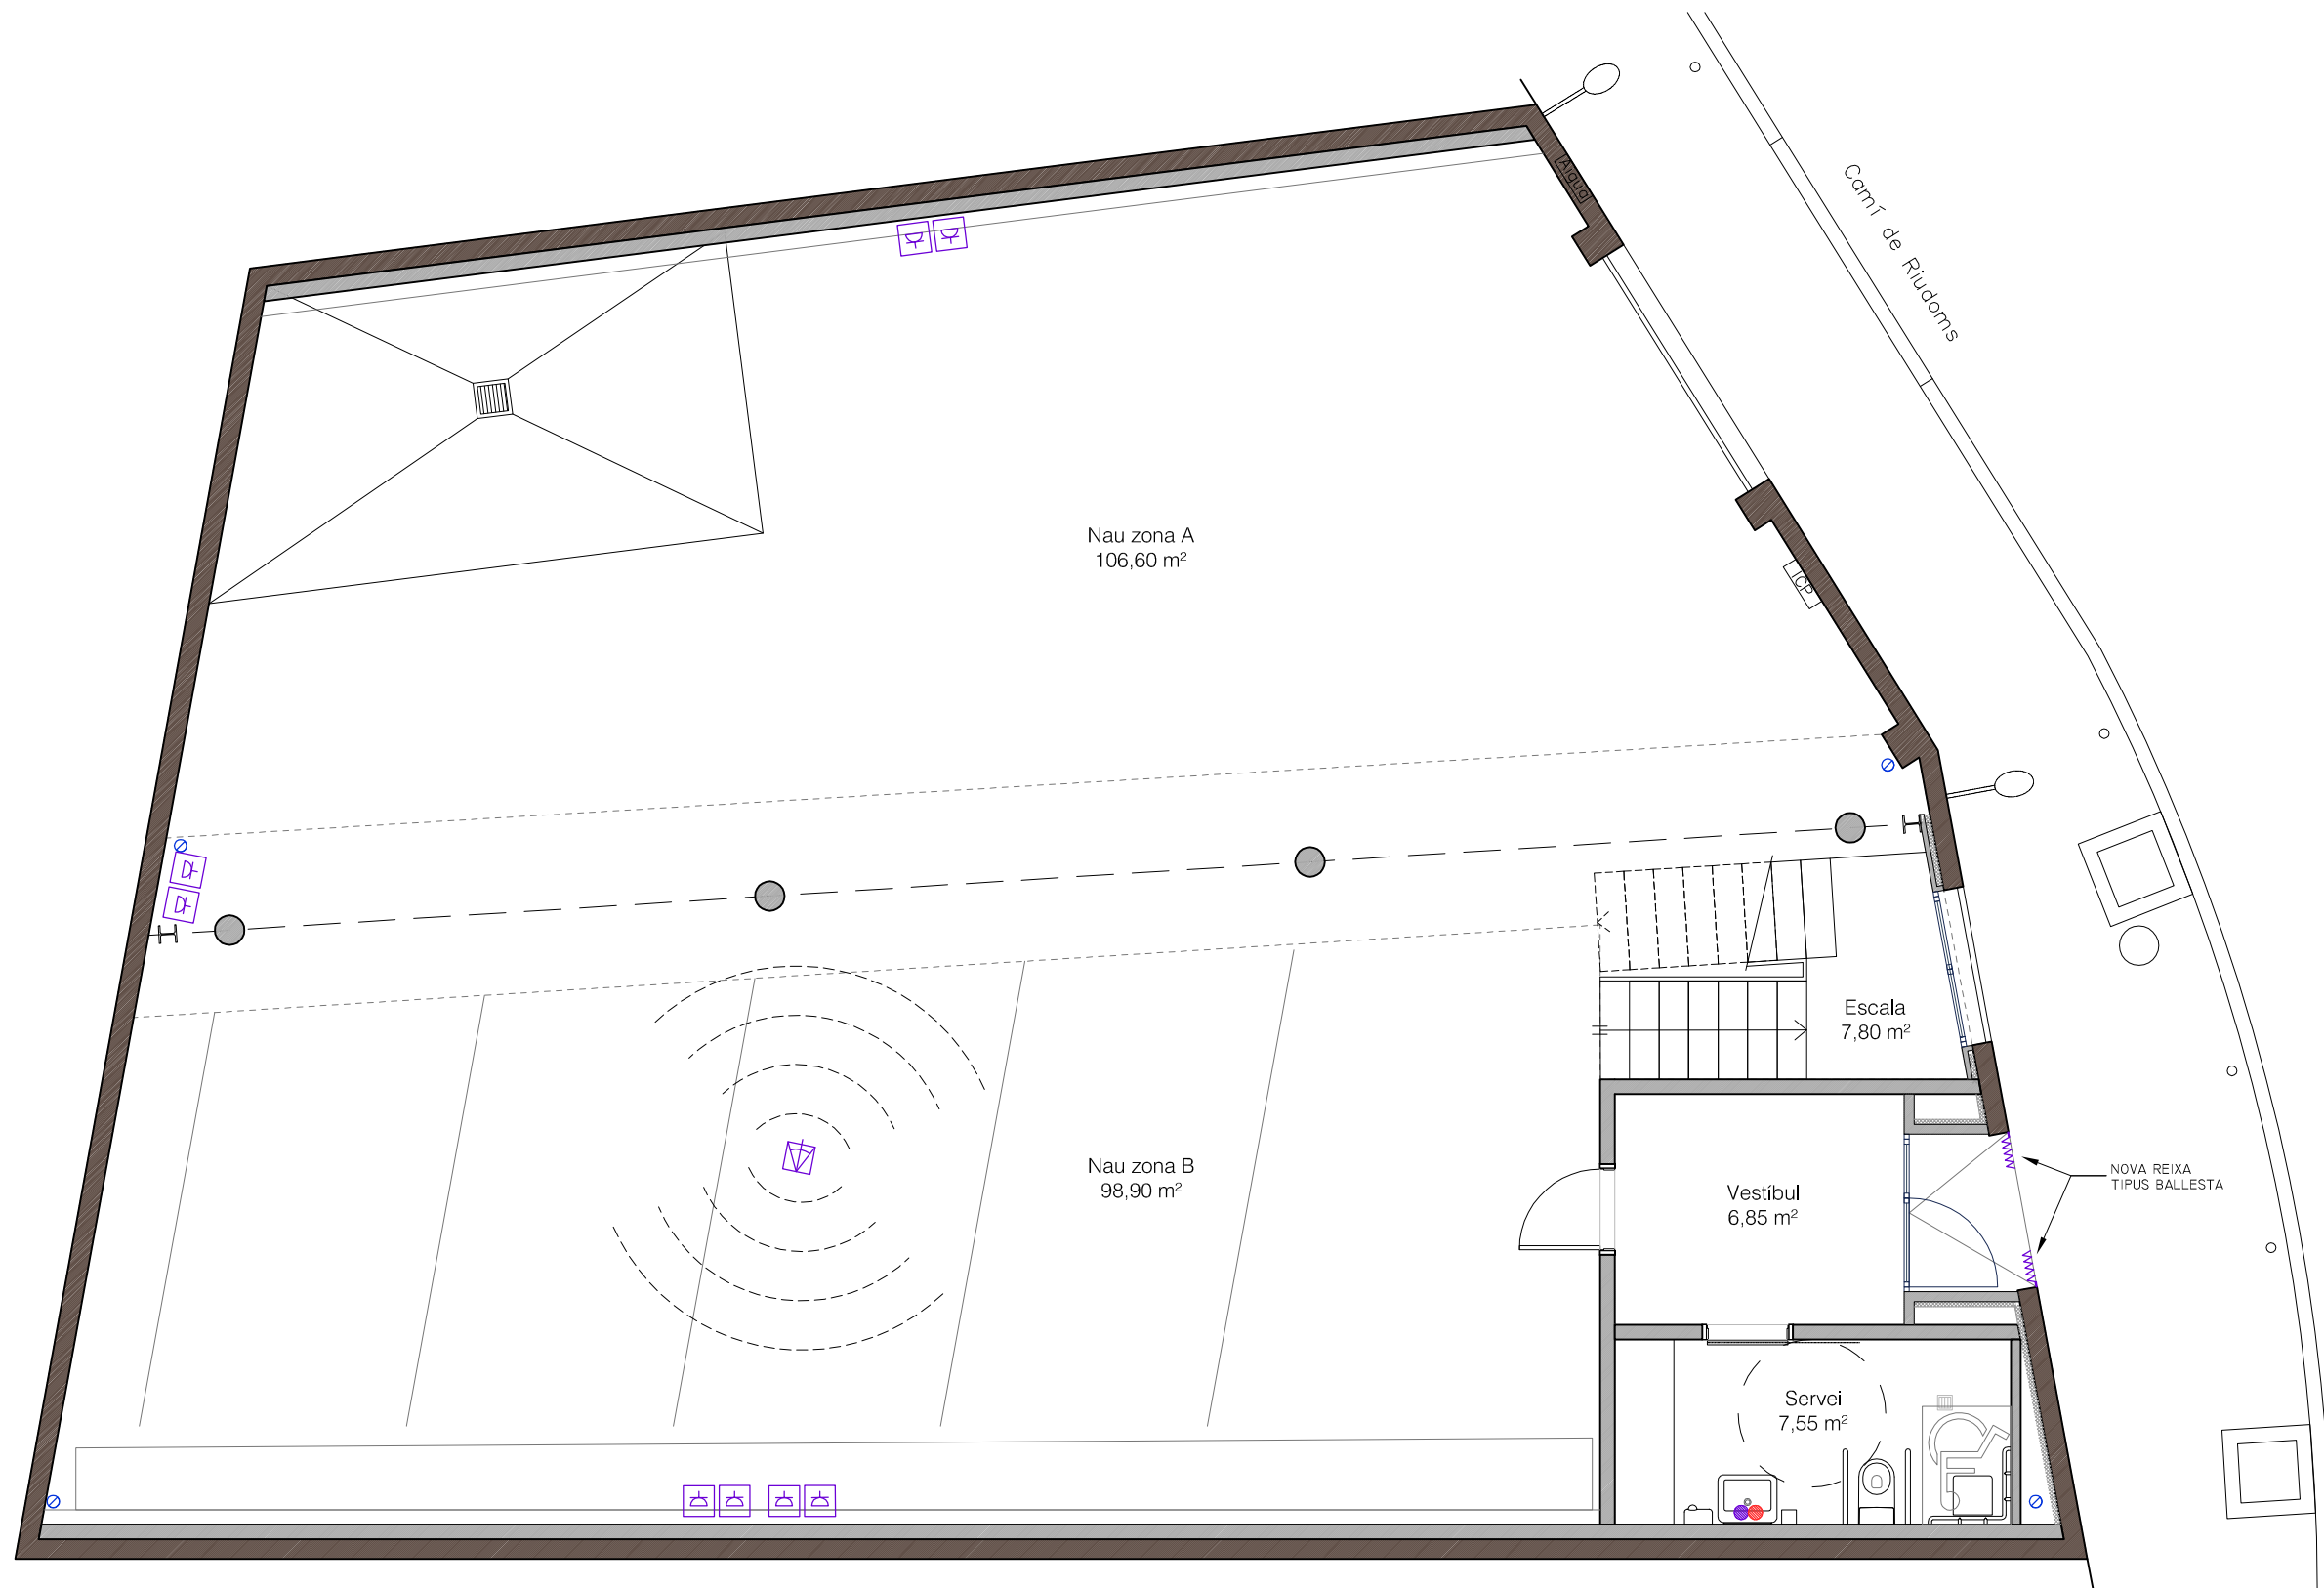 Aigua
Camí de Riudoms
Nau zona A
106,60 m²
ICP
Escala
7,80 m²
Nau zona B
98,90 m²
Vestíbul
6,85 m²
NOVA REIXA
TIPUS BALLESTA
Servei
7,55 m²